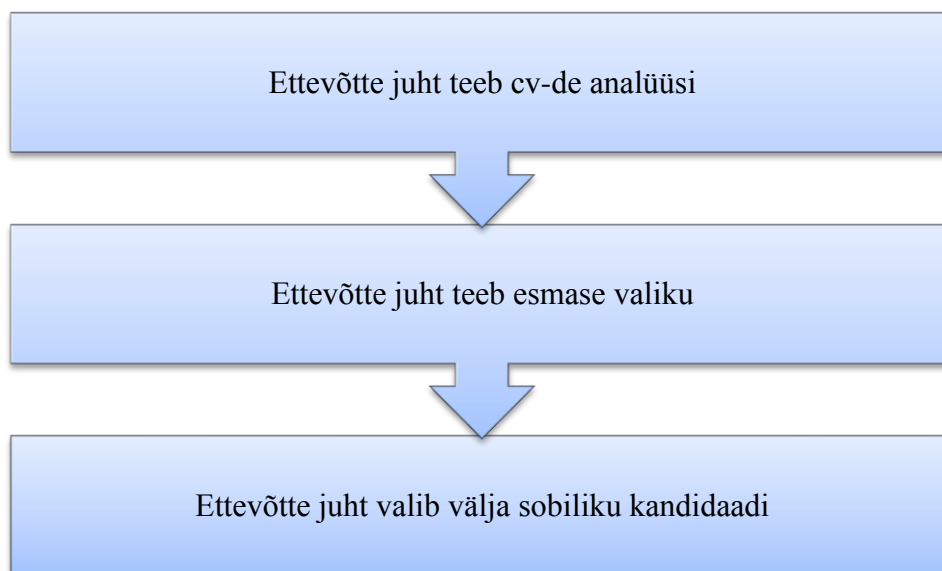 Ettevõtte juht teeb cv-de analüüsi
Ettevõtte juht teeb esmase valiku
Ettevõtte juht valib välja sobiliku kandidaadi